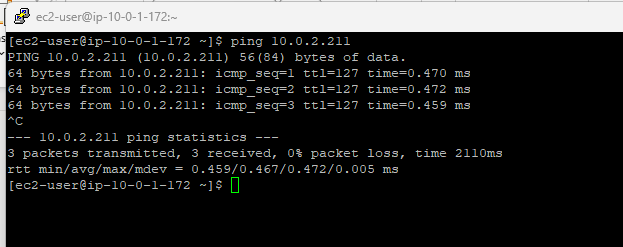 ec2-user@ip-10-0-1-172:~
[ec2-user@ip-10-0-1-172 ~]$ ping 10.0.2.211
PING 10.0.2.211 (10.0.2.211) 56(84) bytes of data.
64 bytes from 10.0.2.211: icmp_seq=1 ttl=127 time=0.470 ms
64 bytes from 10.0.2.211: icmp_seq=2 ttl=127 time=0.472 ms
64 bytes from 10.0.2.211: icmp_seq=3 ttl=127 time=0.459 ms
^C
--- 10.0.2.211 ping statistics ---
3 packets transmitted, 3 received, 0% packet loss, time 2110ms
rtt min/avg/max/mdev = 0.459/0.467/0.472/0.005 ms
[ec2-user@ip-10-0-1-172 ~]$